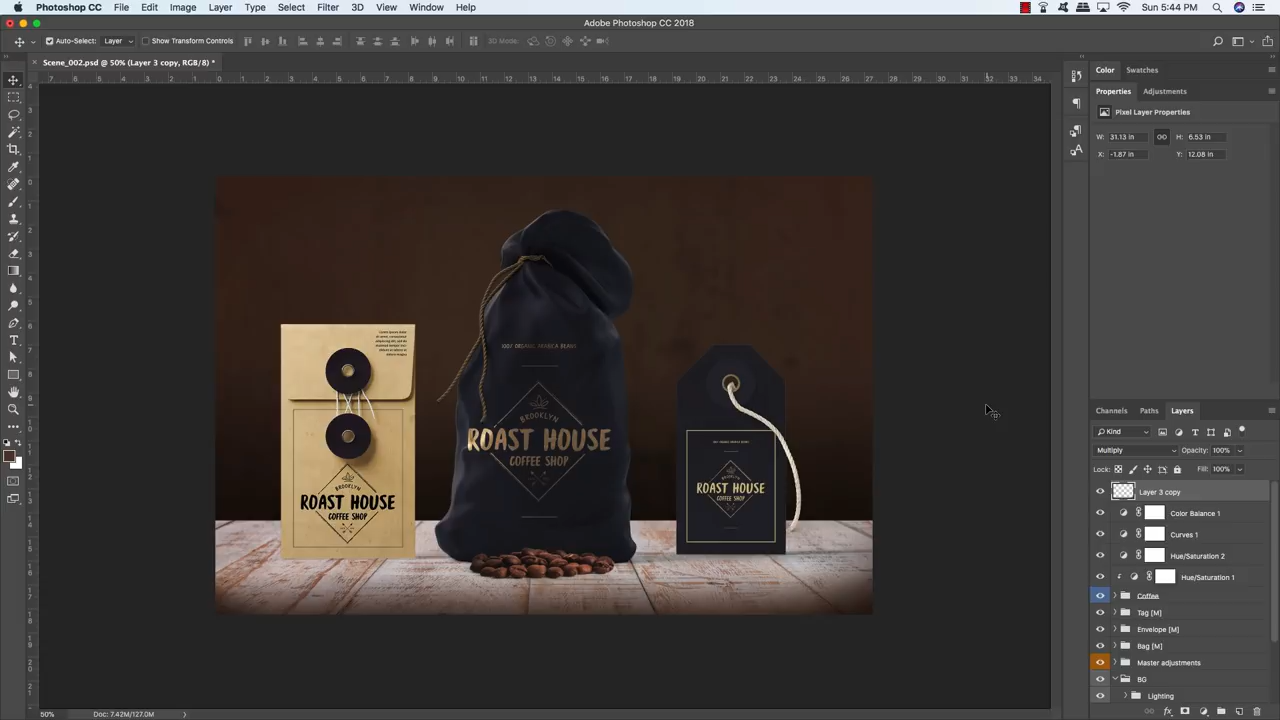 Photoshop CC File Edit Image Layer Type Select Filter 3D View Window Help Sun 5:44 PM
Adobe Photoshop CC 2018
Auto-Select: Layer Show Transform Controls 3D Mode:
Scene_002.psd @ 50% (Layer 3 copy, RGB/8) *
Color Swatches
Properties Adjustments
Pixel Layer Properties
W: 31.13 in H: 6.53 in
X: -1.87 in Y: 12.08 in
100% ORGANIC ARABICA BEANS
BROOKLYN
ROAST HOUSE
COFFEE SHOP
BROOKLYN
ROAST HOUSE
COFFEE SHOP
ROAST HOUSE
COFFEE SHOP
Channels Paths Layers
Kind
Multiply Opacity: 100%
Lock: Fill: 100%
Layer 3 copy
Color Balance 1
Curves 1
Hue/Saturation 2
Hue/Saturation 1
Coffee
Tag [M]
Envelope [M]
Bag [M]
Master adjustments
BG
Lighting
50% Doc: 7.42M/127.0M